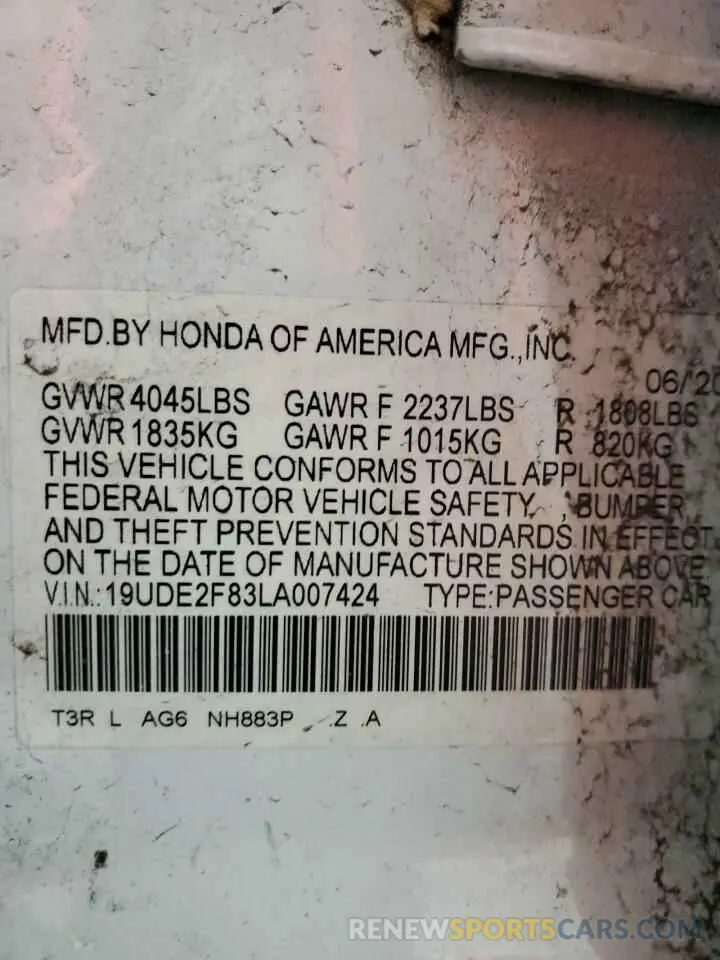 MFD.BY HONDA OF AMERICA MFG.,INC.
06/20
GVWR 4045LBS GAWR F 2237LBS R 1808LBS
GVWR 1835KG GAWR F 1015KG R 820KG
THIS VEHICLE CONFORMS TO ALL APPLICABLE
FEDERAL MOTOR VEHICLE SAFETY, BUMPER,
AND THEFT PREVENTION STANDARDS IN EFFECT
ON THE DATE OF MANUFACTURE SHOWN ABOVE
V.I.N.:19UDE2F83LA007424 TYPE:PASSENGER CAR
T3R L AG6 NH883P Z A
RENEWSPORTSCARS.COM